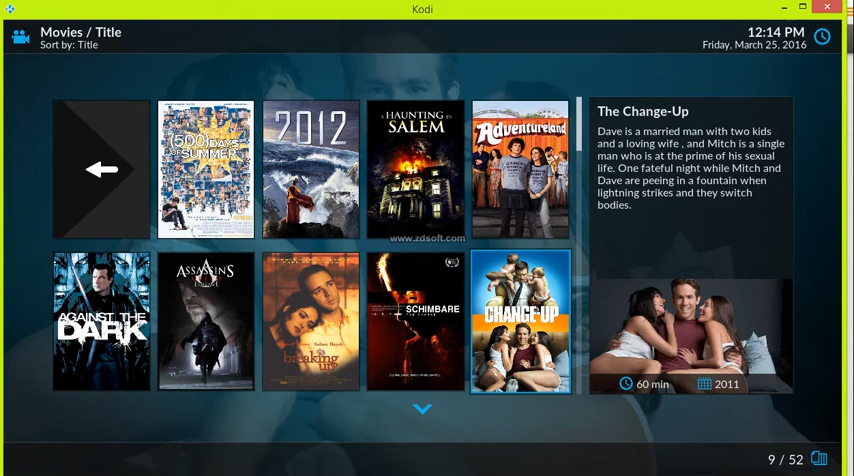 Kodi
Movies / Title
Sort by: Title
12:14 PM
Friday, March 25, 2016
(500) DAYS
OF SUMMER
2012
A HAUNTING IN
SALEM
Adventureland
www.zdsoft.com
AGAINST THE
DARK
ASSASSINS
breaking
up
SCHIMBARE
THE
CHANGE-UP
The Change-Up
Dave is a married man with two kids
and a loving wife , and Mitch is a single
man who is at the prime of his sexual
life. One fateful night while Mitch and
Dave are peeing in a fountain when
lightning strikes and they switch
bodies.
60 min
2011
9 / 52